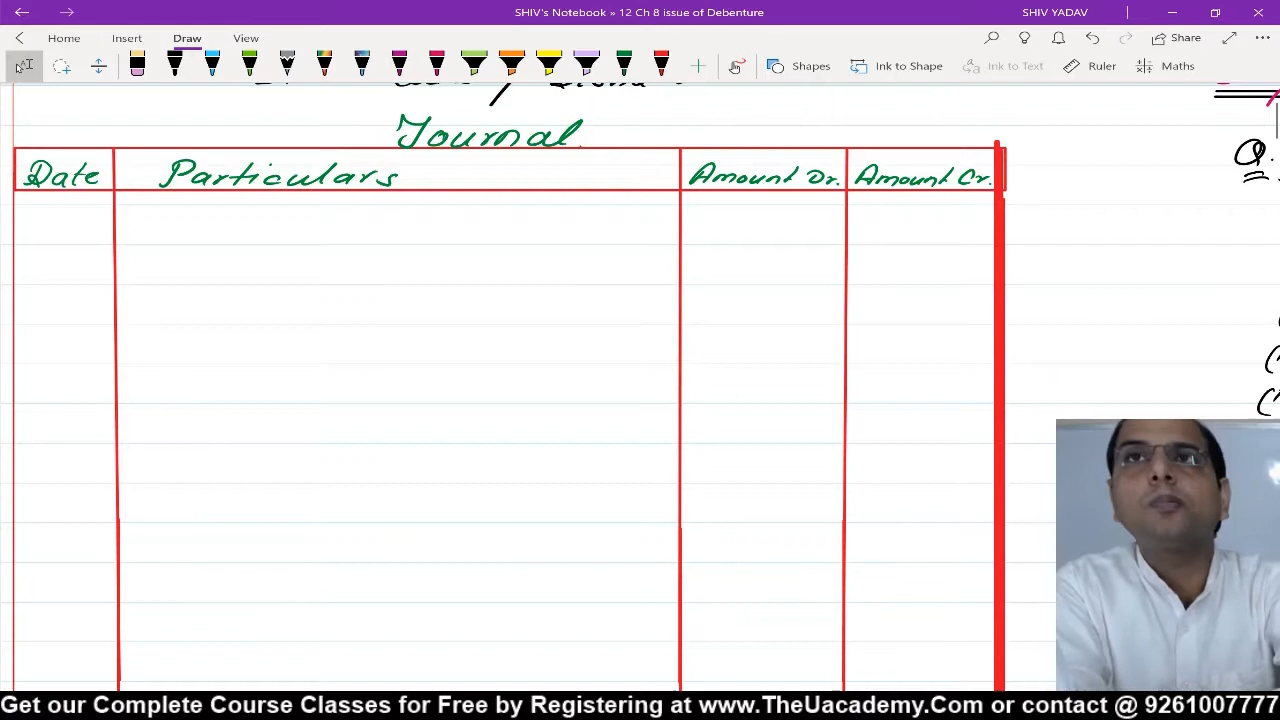 SHIV's Notebook » 12 Ch 8 issue of Debenture
SHIV YADAV
Home Insert Draw View
Share
Shapes Ink to Shape Ink to Text Ruler Maths
Journal
Q.
Date Particulars Amount Dr. Amount Cr.
Get our Complete Course Classes for Free by Registering at www.TheUacademy.Com or contact @ 9261007777